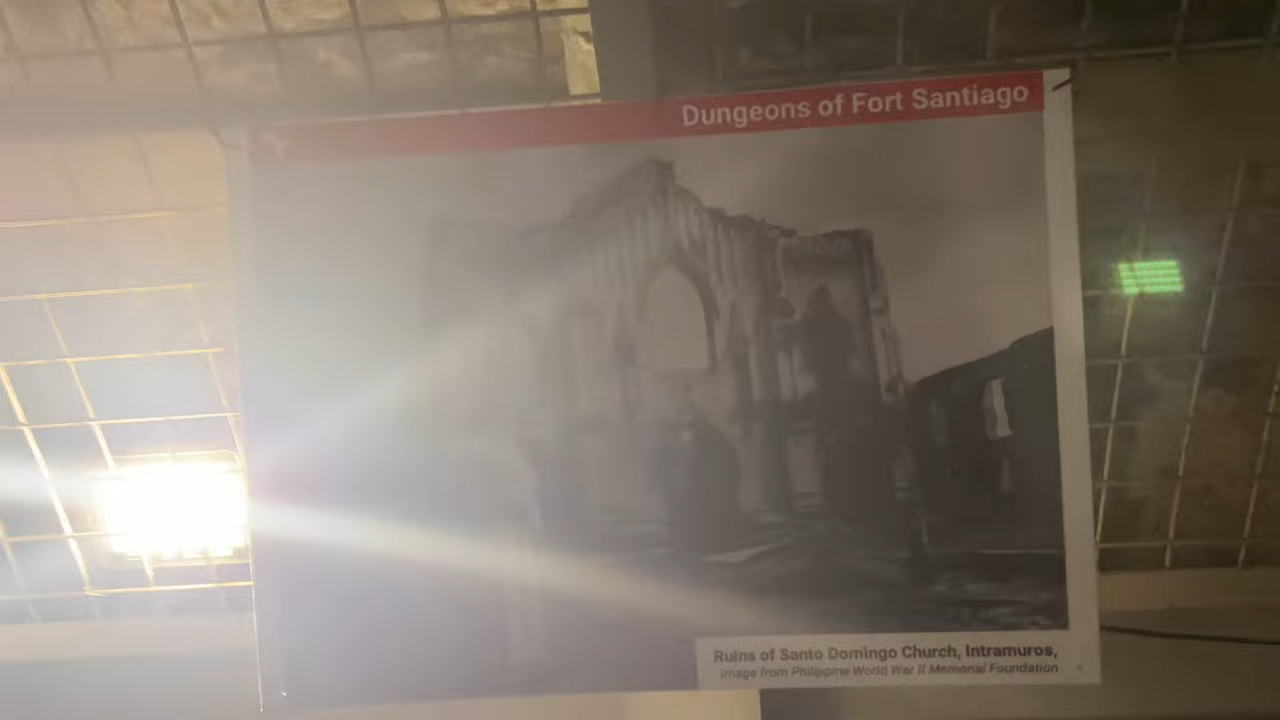 Dungeons of Fort Santiago
Ruins of Santo Domingo Church, Intramuros,
Image from Philippine World War II Memorial Foundation